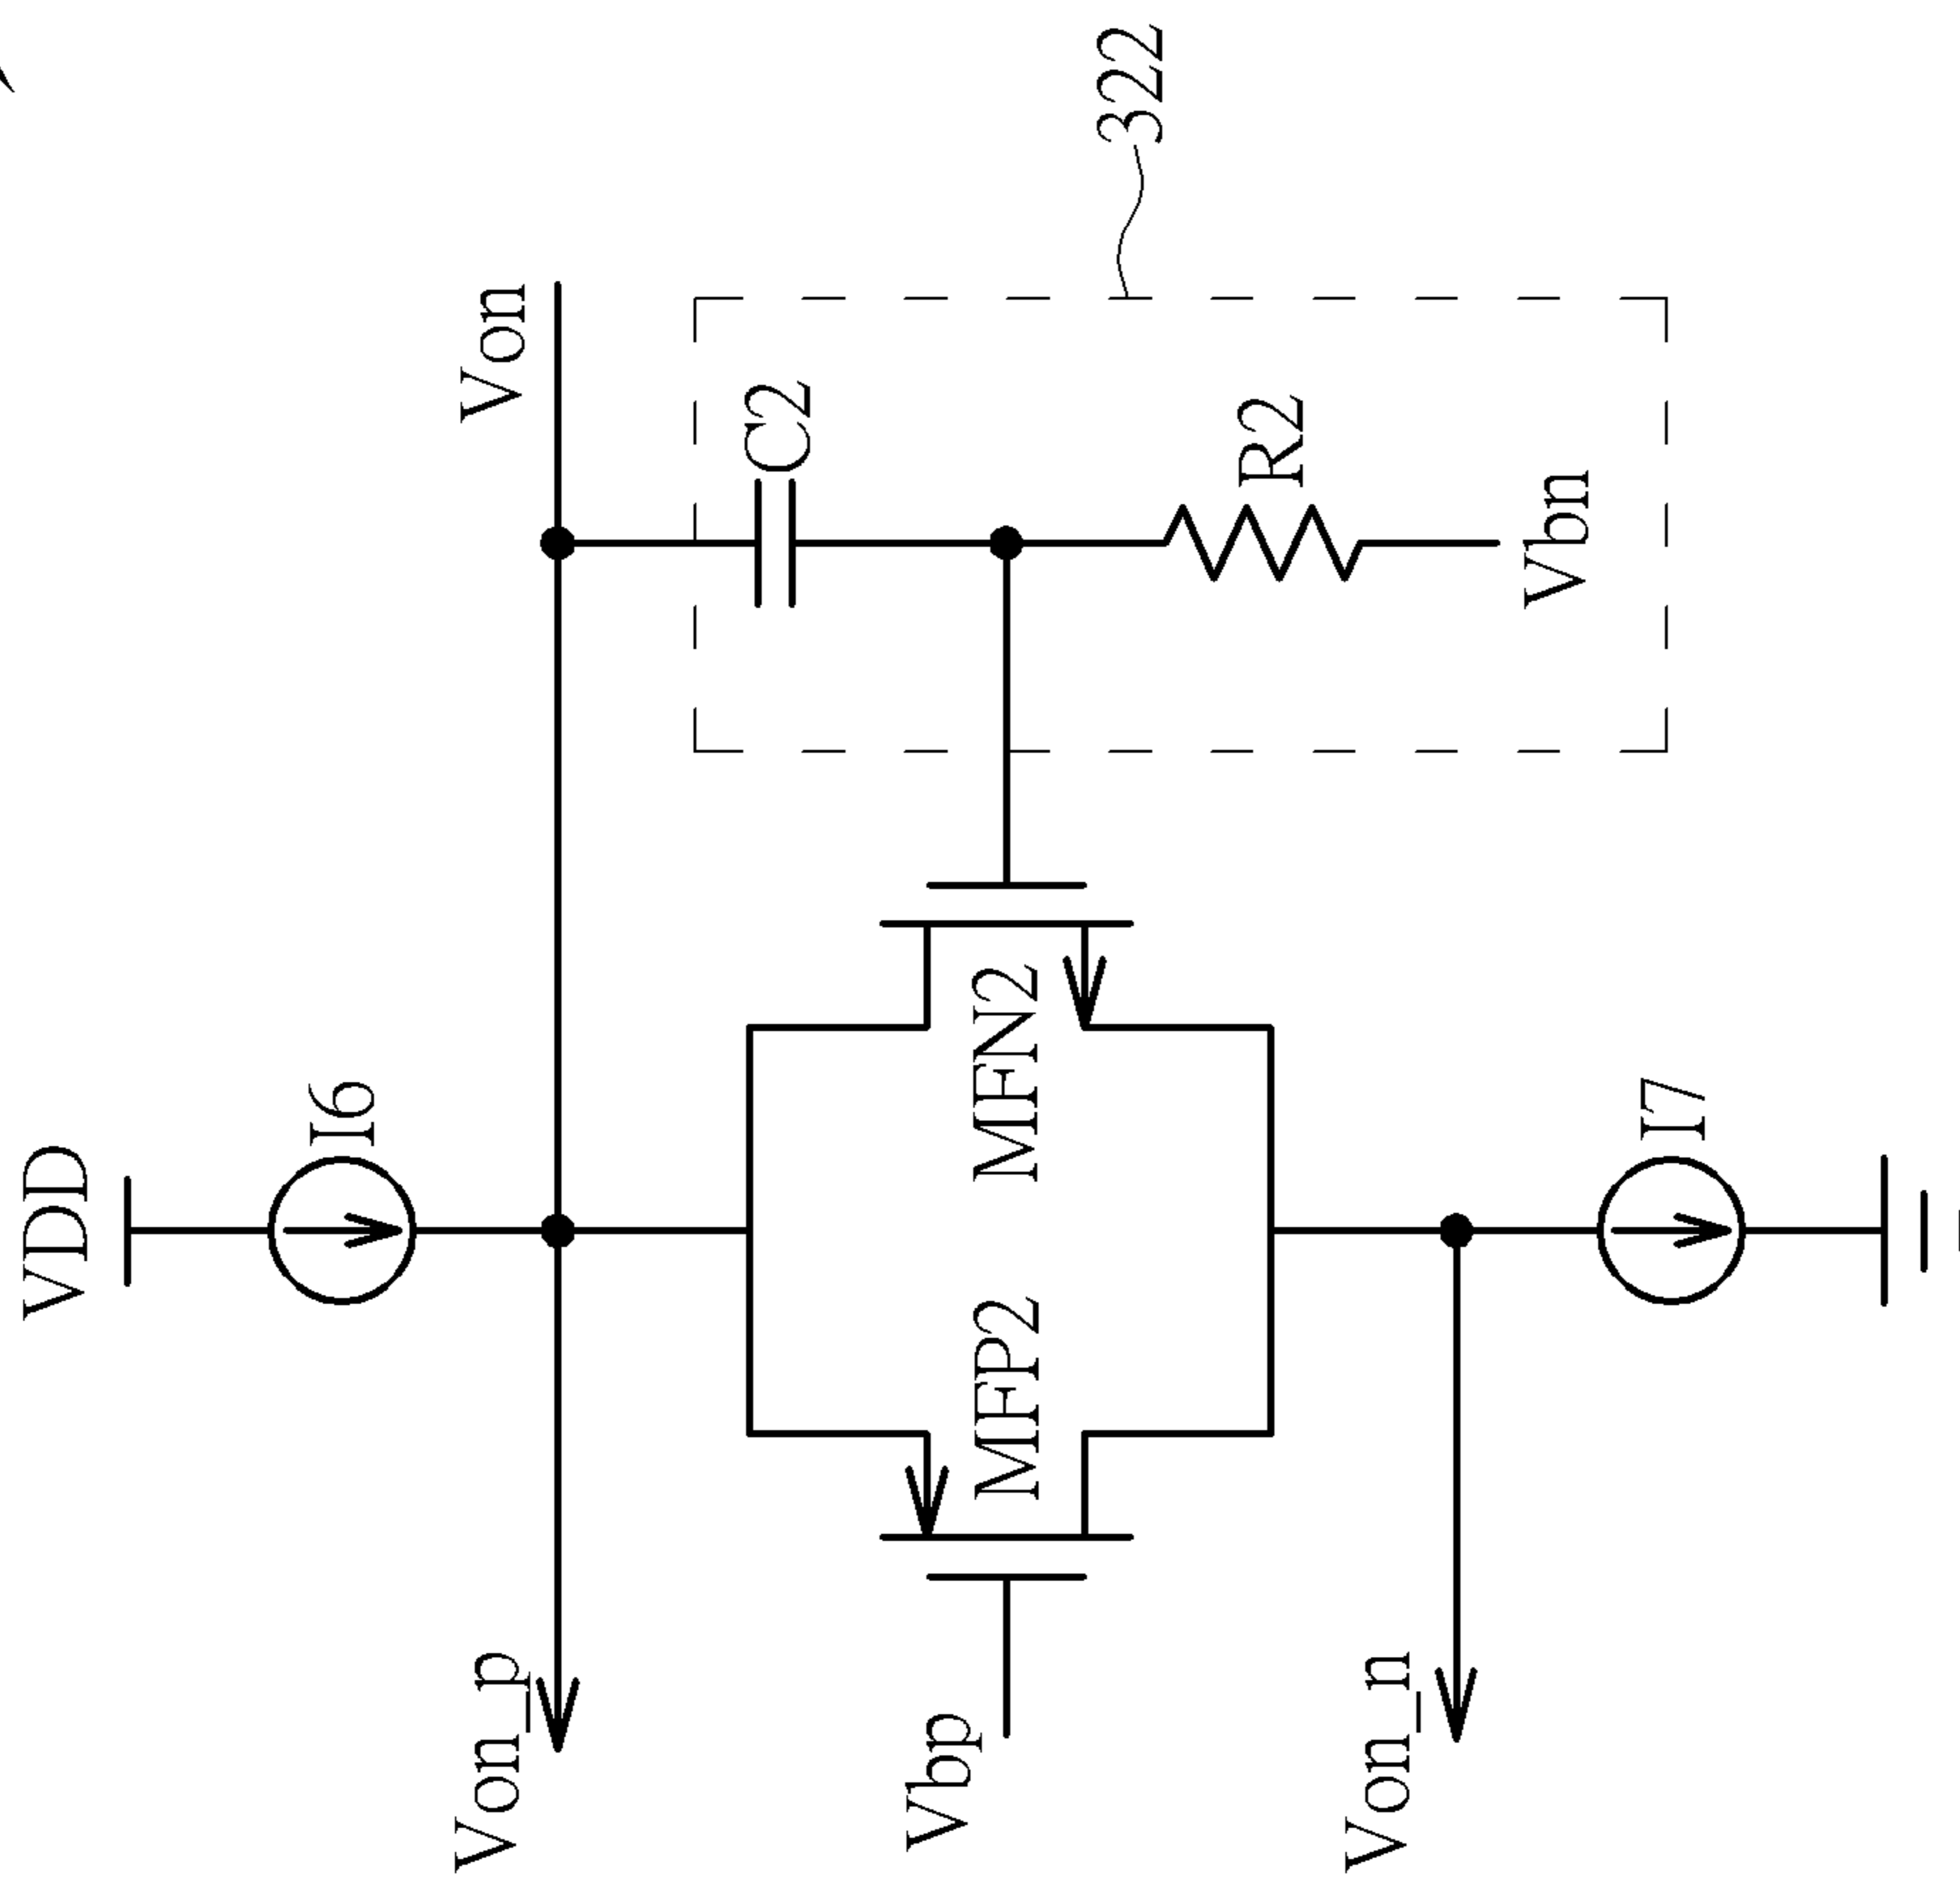 VDD
I6
Von_p
Von
C2
322
Vbp
MFP2
MFN2
R2
Vbn
Von_n
I7